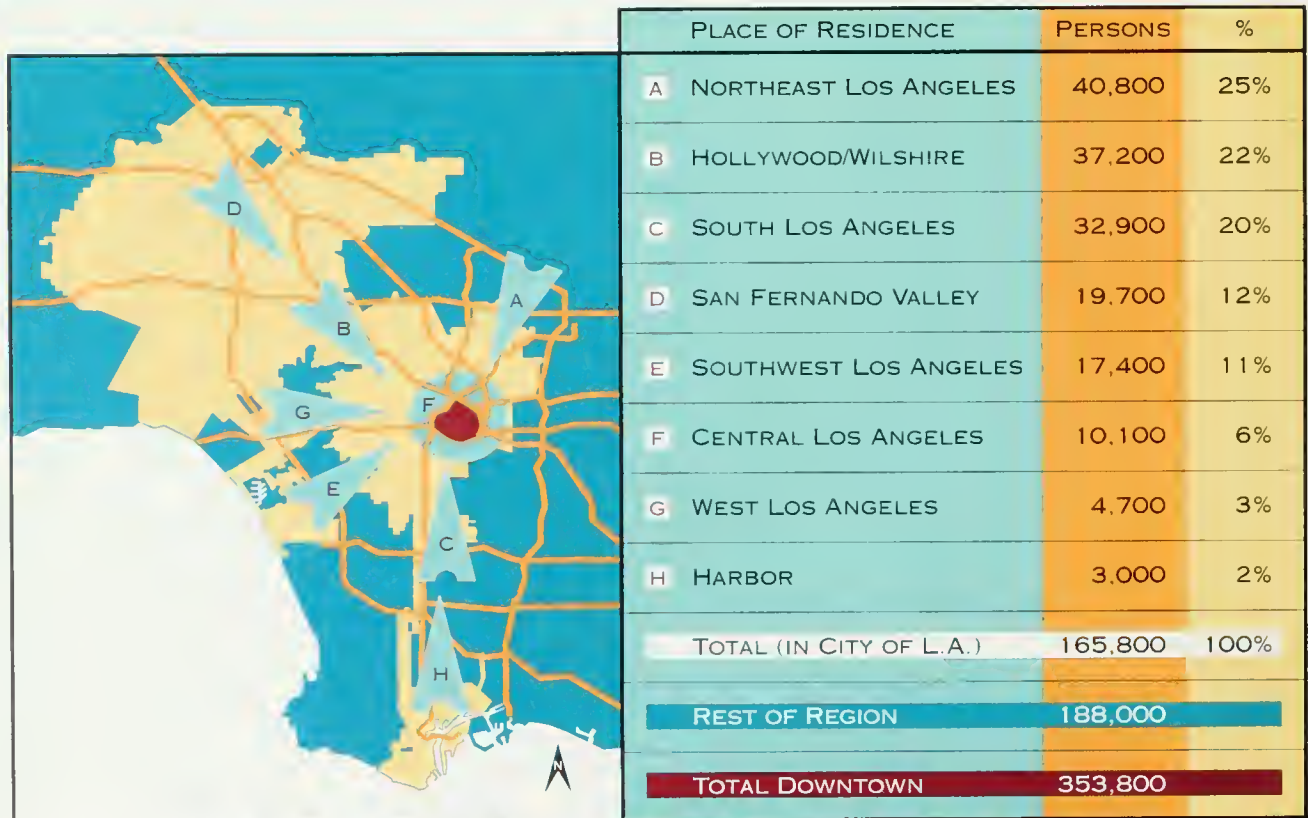 PLACE OF RESIDENCE PERSONS %
A NORTHEAST LOS ANGELES 40,800 25%
B HOLLYWOOD/WILSHIRE 37,200 22%
C SOUTH LOS ANGELES 32,900 20%
D SAN FERNANDO VALLEY 19,700 12%
E SOUTHWEST LOS ANGELES 17,400 11%
F CENTRAL LOS ANGELES 10,100 6%
G WEST LOS ANGELES 4,700 3%
H HARBOR 3,000 2%
TOTAL (IN CITY OF L.A.) 165,800 100%
REST OF REGION 188,000
TOTAL DOWNTOWN 353,800
D
A
B
F
G
E
C
H
N